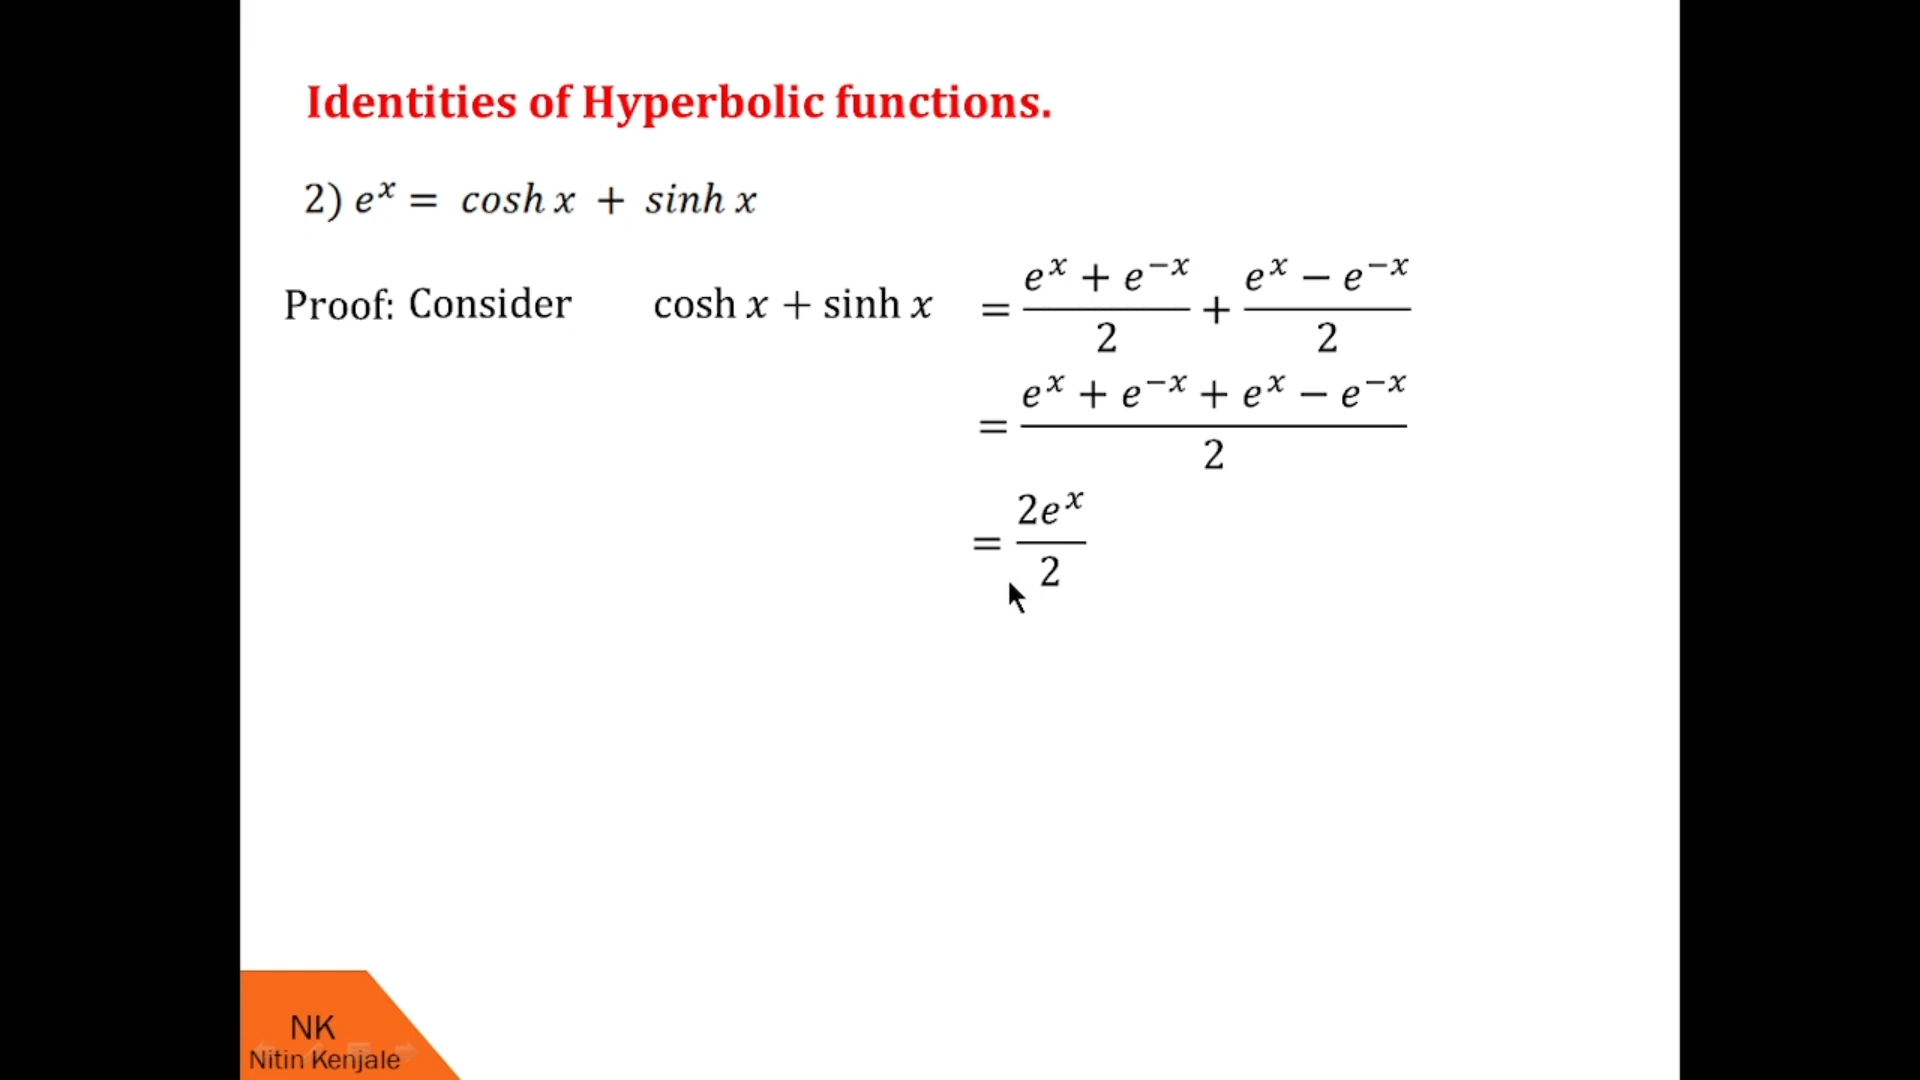 Identities of Hyperbolic functions.
2) e^x = cosh x + sinh x
Proof: Consider cosh x + sinh x = (e^x + e^−x)/2 + (e^x − e^−x)/2
= (e^x + e^−x + e^x − e^−x)/2
= 2e^x/2
NK
Nitin Kenjale